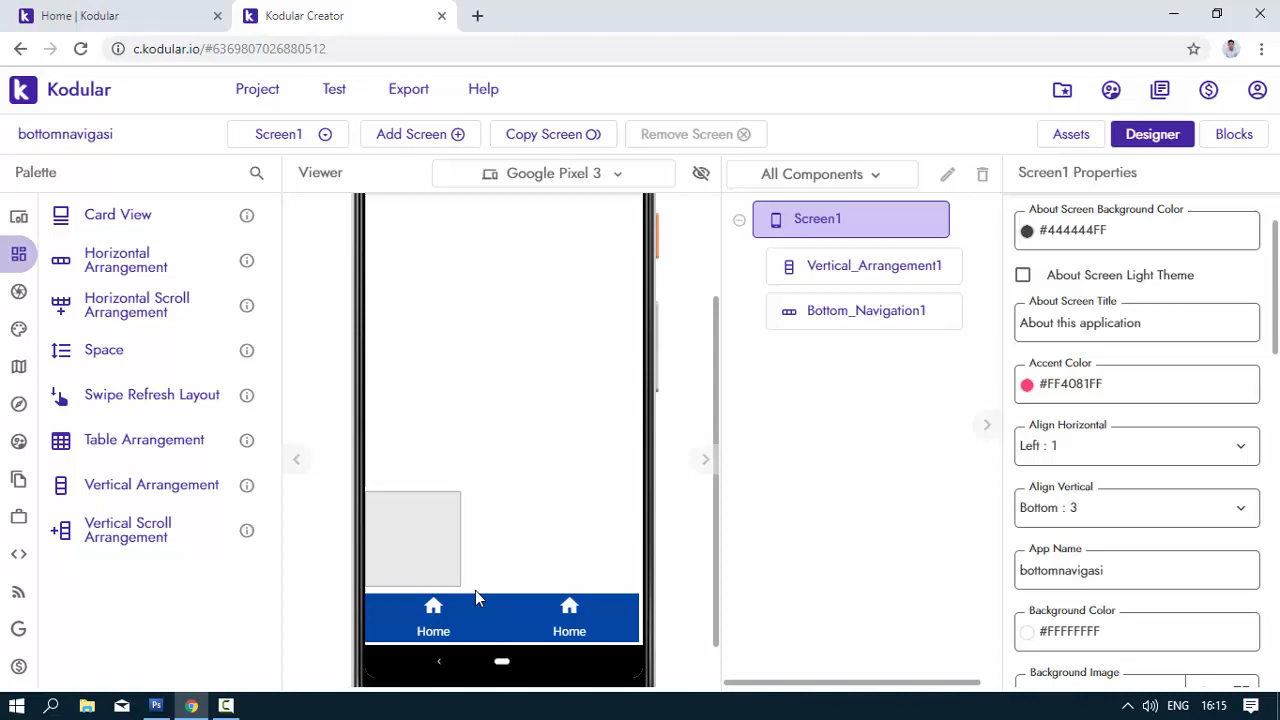 Home | Kodular
Kodular Creator
c.kodular.io/#6369807026880512
Kodular
Project
Test
Export
Help
bottomnavigasi
Screen1
Add Screen
Copy Screen
Remove Screen
Assets
Designer
Blocks
Palette
Viewer
Google Pixel 3
All Components
Screen1 Properties
Card View
Horizontal
Arrangement
Horizontal Scroll
Arrangement
Space
Swipe Refresh Layout
Table Arrangement
Vertical Arrangement
Vertical Scroll
Arrangement
Home
Home
Screen1
Vertical_Arrangement1
Bottom_Navigation1
About Screen Background Color
#444444FF
About Screen Light Theme
About Screen Title
About this application
Accent Color
#FF4081FF
Align Horizontal
Left : 1
Align Vertical
Bottom : 3
App Name
bottomnavigasi
Background Color
#FFFFFFFF
Background Image
ENG
16:15